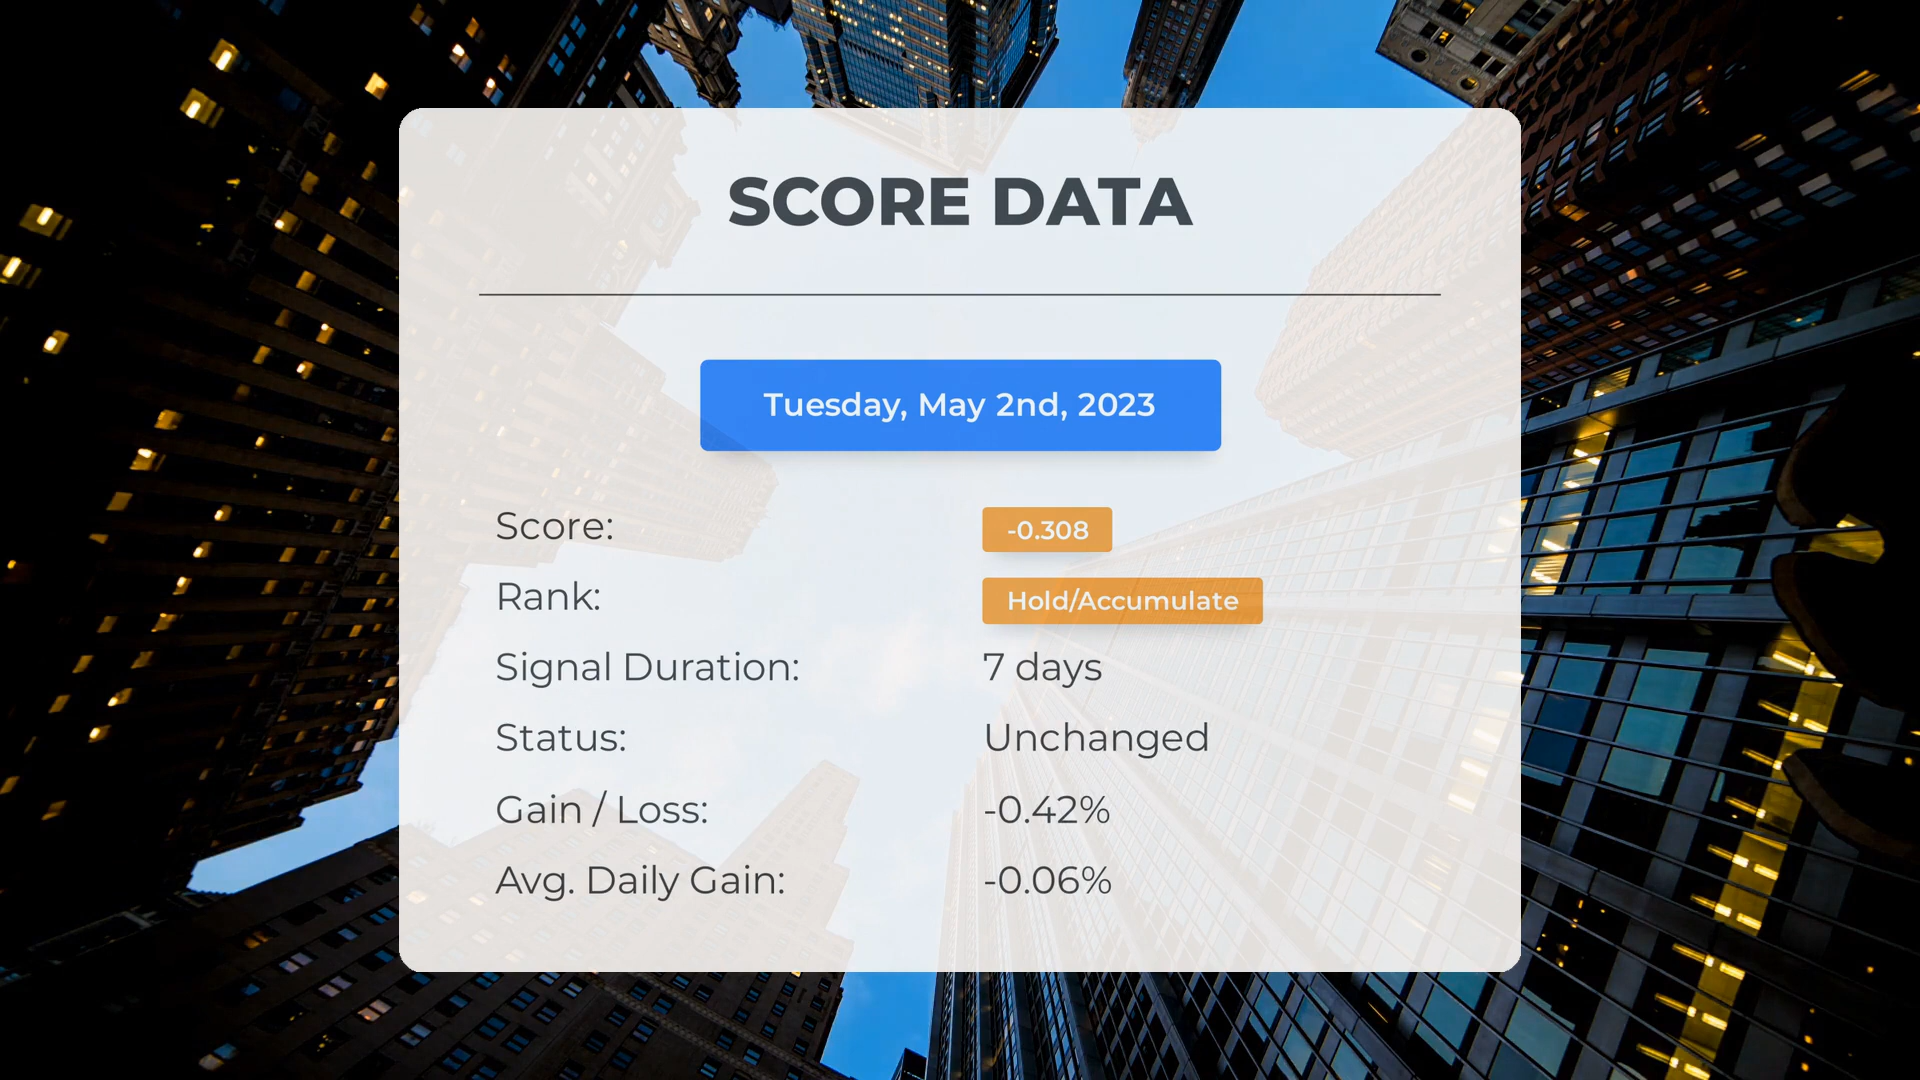 SCORE DATA
Tuesday, May 2nd, 2023
Score: -0.308
Rank: Hold/Accumulate
Signal Duration: 7 days
Status: Unchanged
Gain / Loss: -0.42%
Avg. Daily Gain: -0.06%